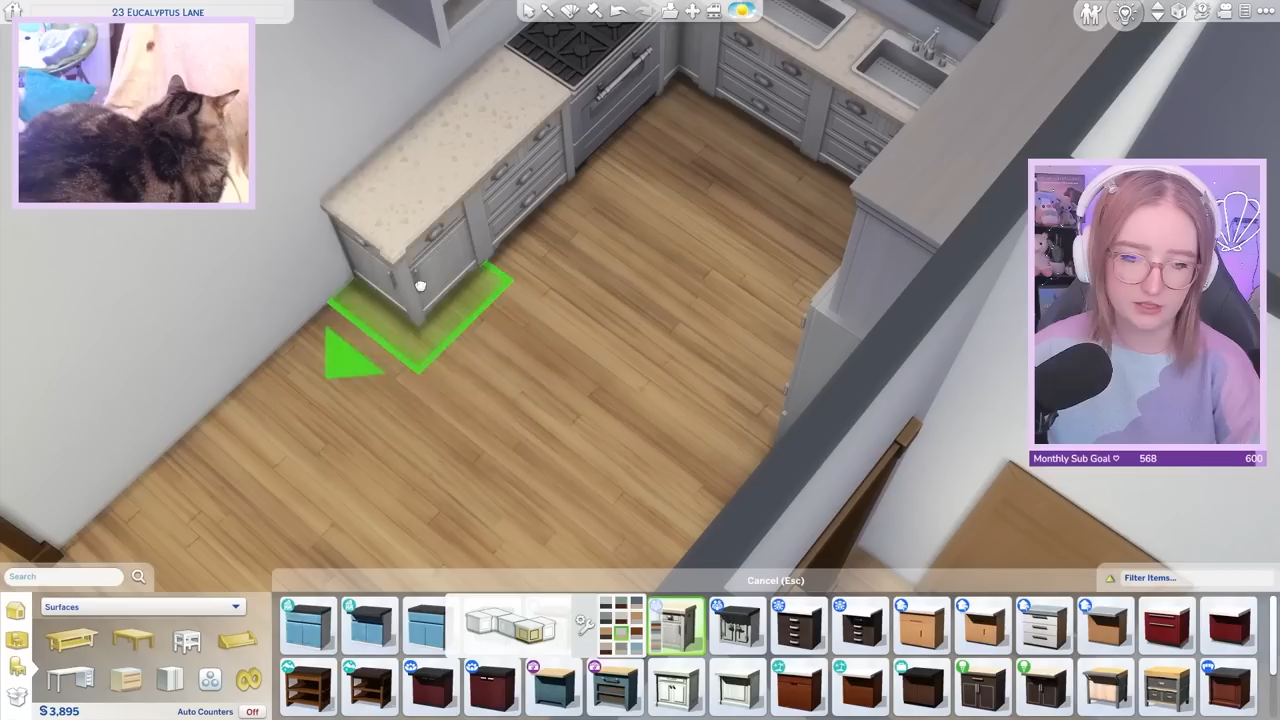 23 EUCALYPTUS LANE
Monthly Sub Goal ♡ 568 600
Cancel (Esc)
Search
Filter Items...
Surfaces
§3,895
Auto Counters Off